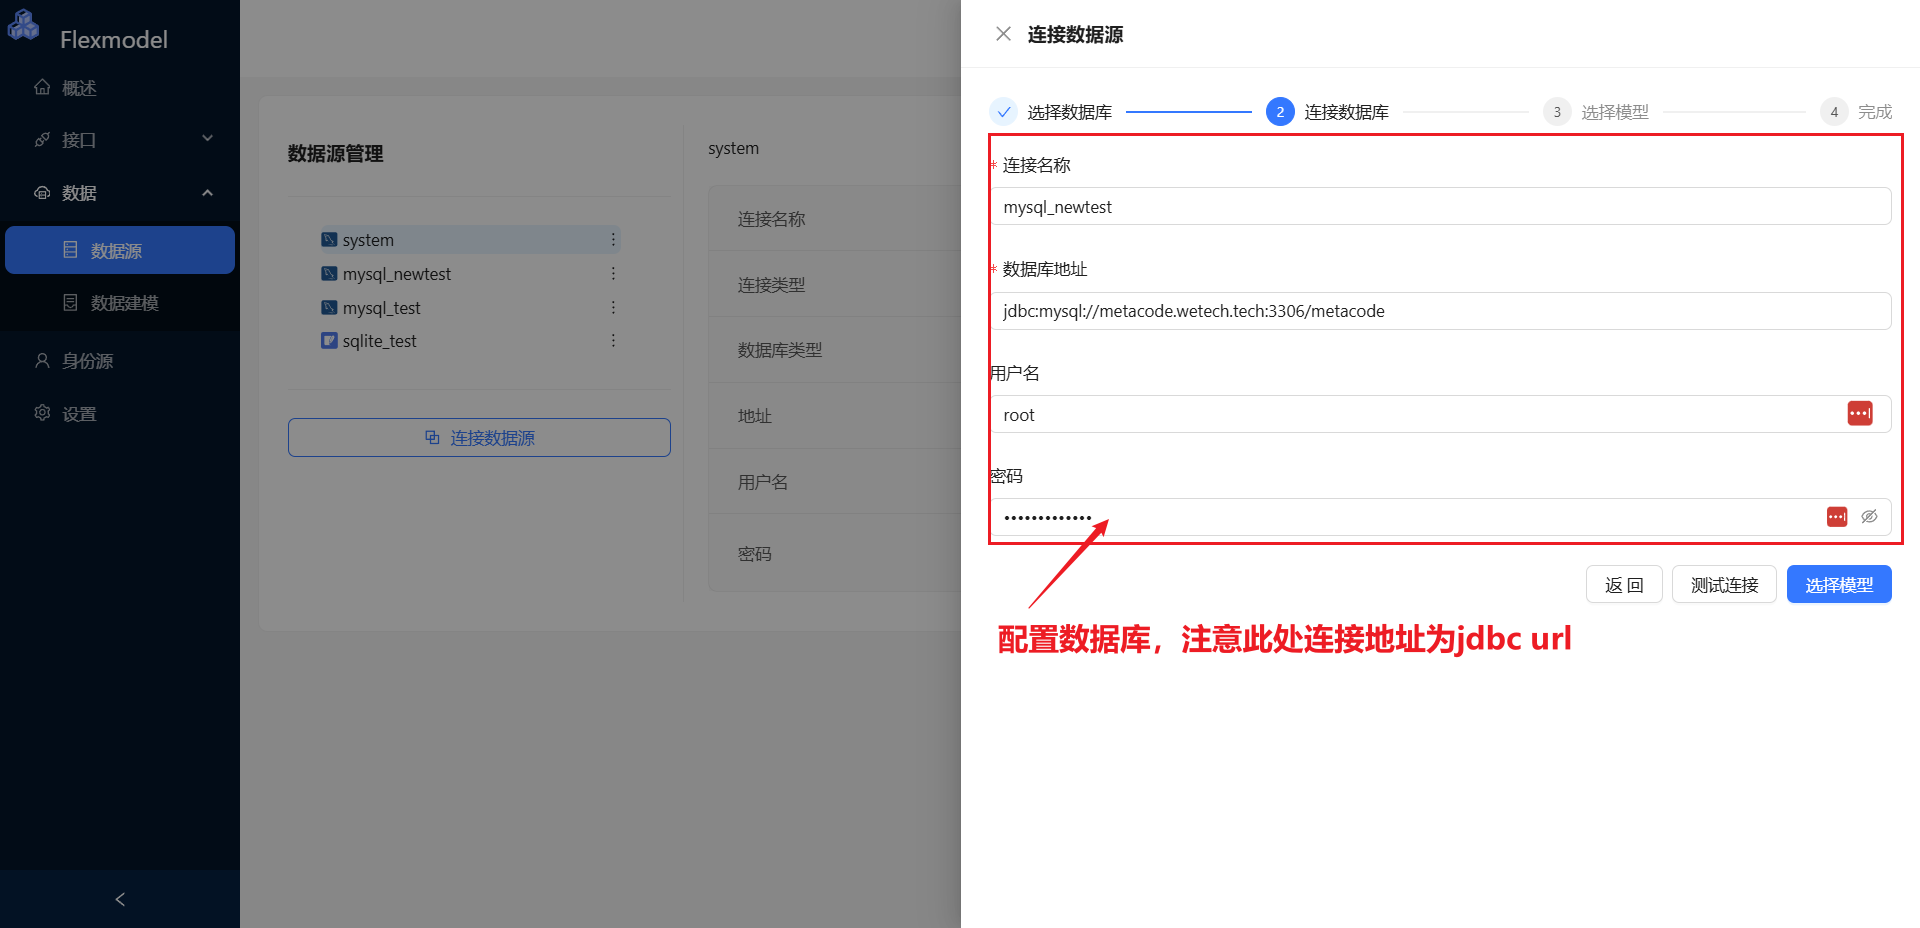 Flexmodel
概述
接口
数据
数据源
数据建模
身份源
设置
数据源管理
system
mysql_newtest
mysql_test
sqlite_test
连接数据源
system
连接名称
连接类型
数据库类型
地址
用户名
密码
连接数据源
选择数据库
2 连接数据库
3 选择模型
4 完成
* 连接名称
mysql_newtest
* 数据库地址
jdbc:mysql://metacode.wetech.tech:3306/metacode
用户名
root
密码
•••••••••••••
返 回
测试连接
选择模型
配置数据库，注意此处连接地址为jdbc url